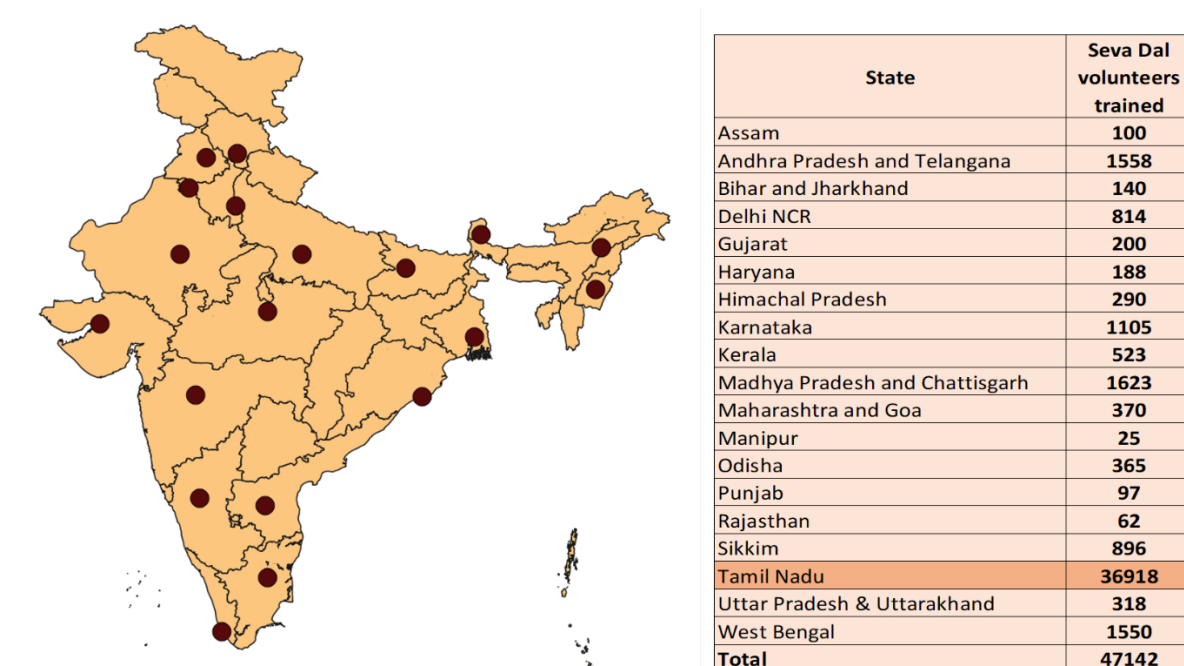 State Seva Dal volunteers trained
Assam 100
Andhra Pradesh and Telangana 1558
Bihar and Jharkhand 140
Delhi NCR 814
Gujarat 200
Haryana 188
Himachal Pradesh 290
Karnataka 1105
Kerala 523
Madhya Pradesh and Chattisgarh 1623
Maharashtra and Goa 370
Manipur 25
Odisha 365
Punjab 97
Rajasthan 62
Sikkim 896
Tamil Nadu 36918
Uttar Pradesh & Uttarakhand 318
West Bengal 1550
Total 47142